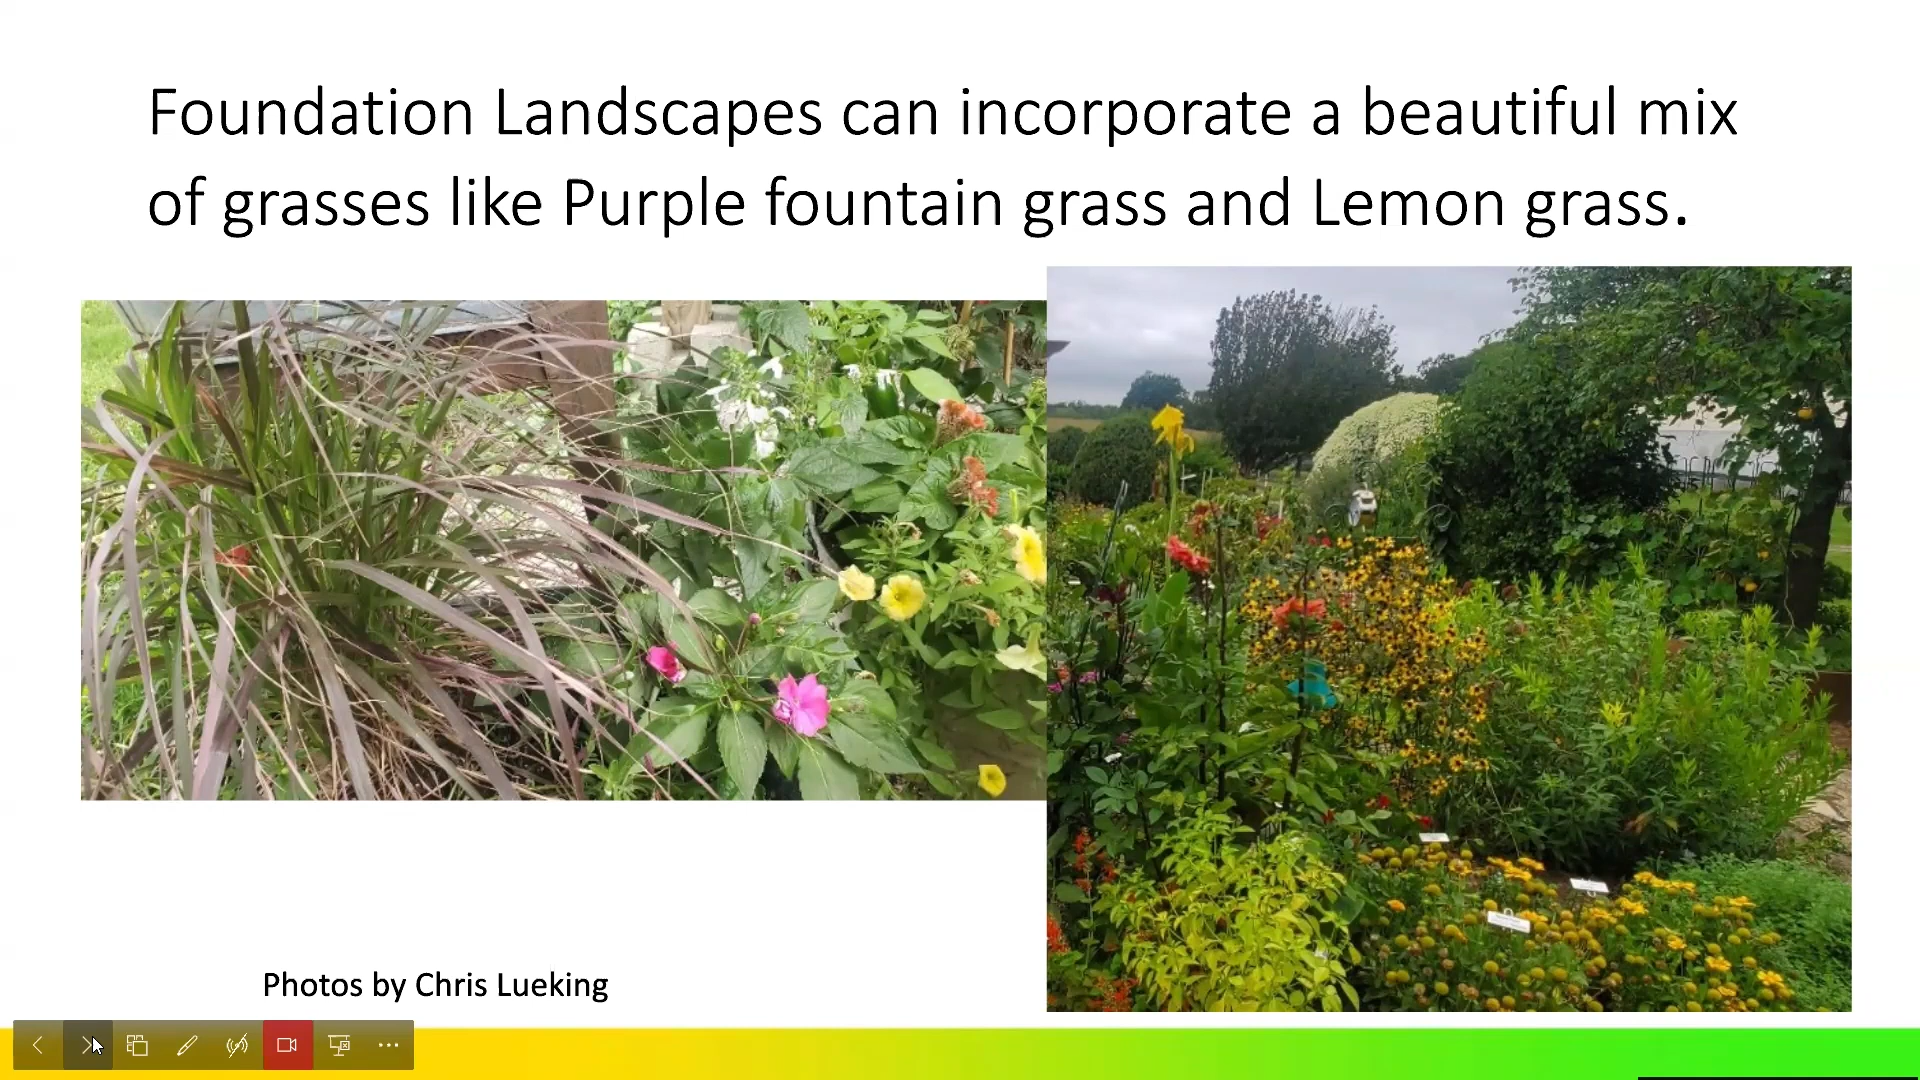 Foundation Landscapes can incorporate a beautiful mix
of grasses like Purple fountain grass and Lemon grass.
Photos by Chris Lueking